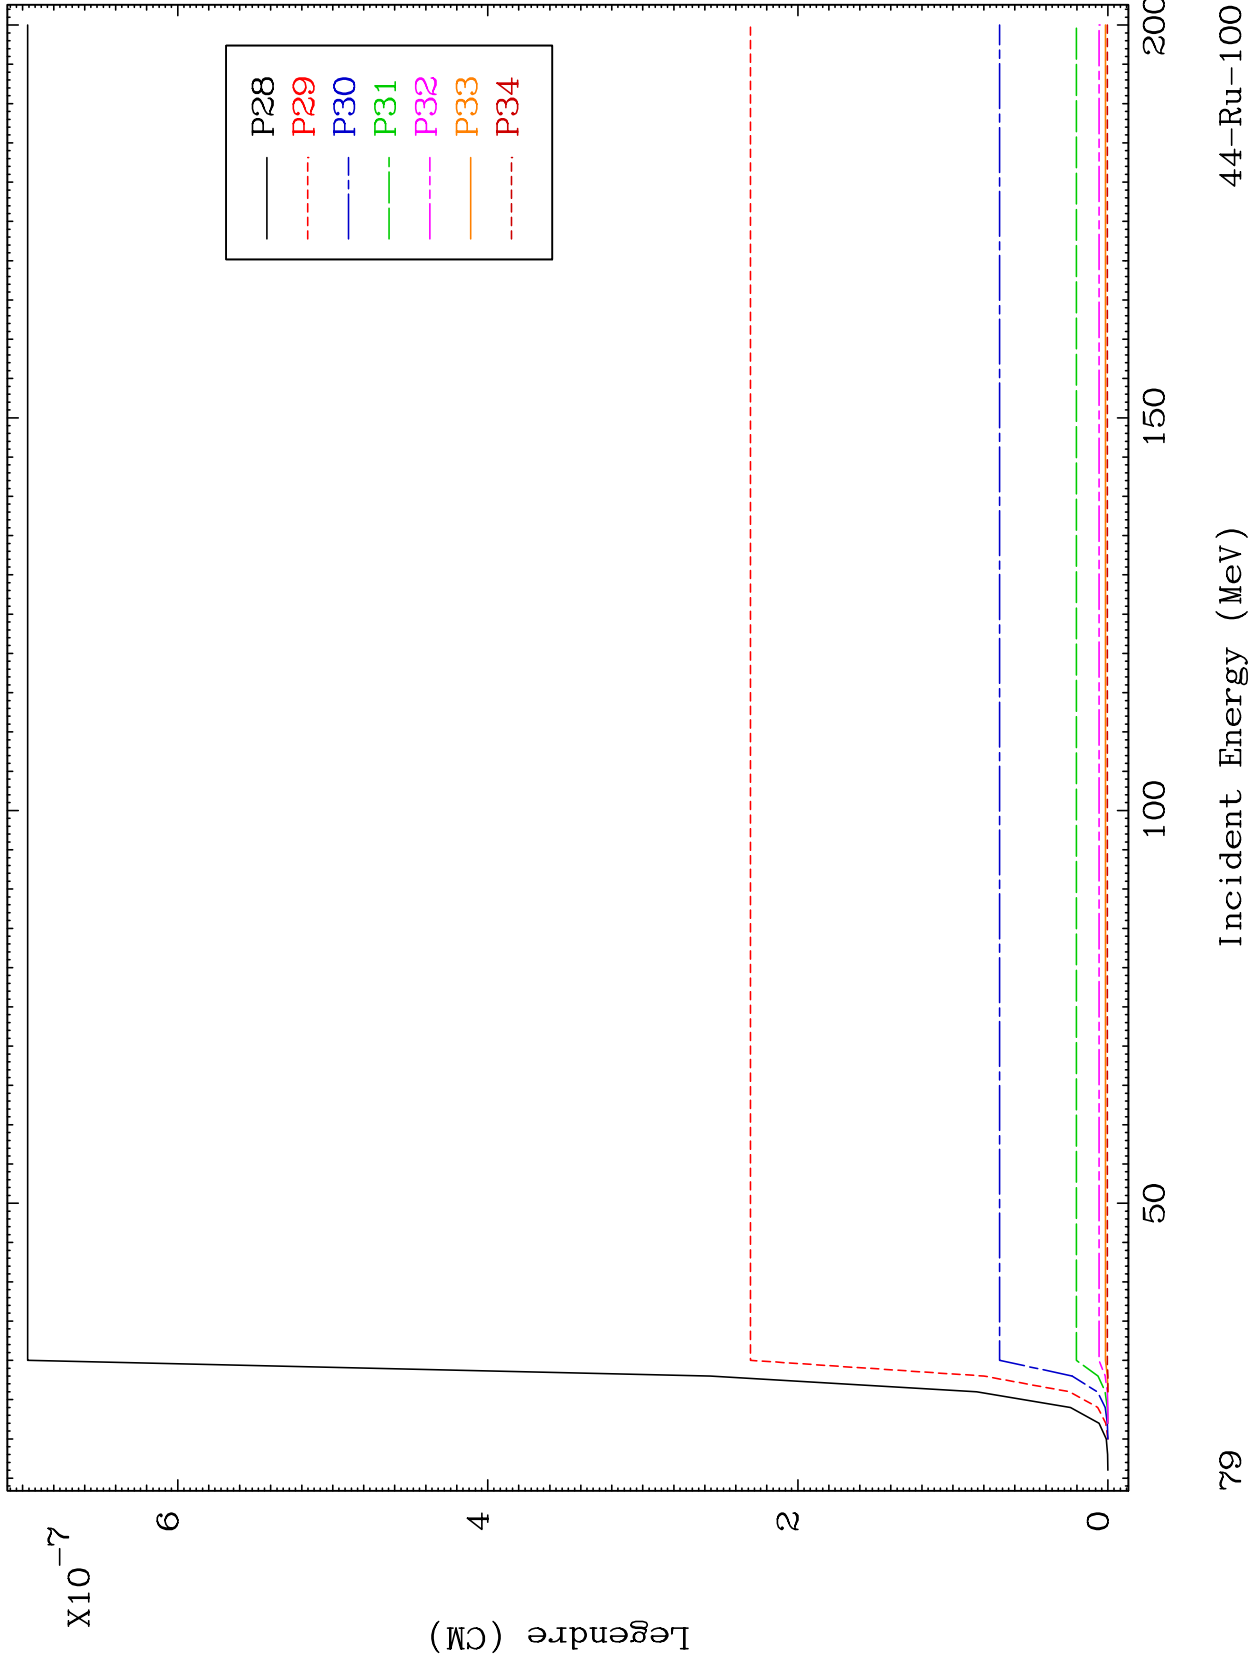 X10-7
6
4
2
0
Legendre (CM)
P28
P29
P30
P31
P32
P33
P34
50
100
150
200
Incident Energy (MeV)
79
44-Ru-100